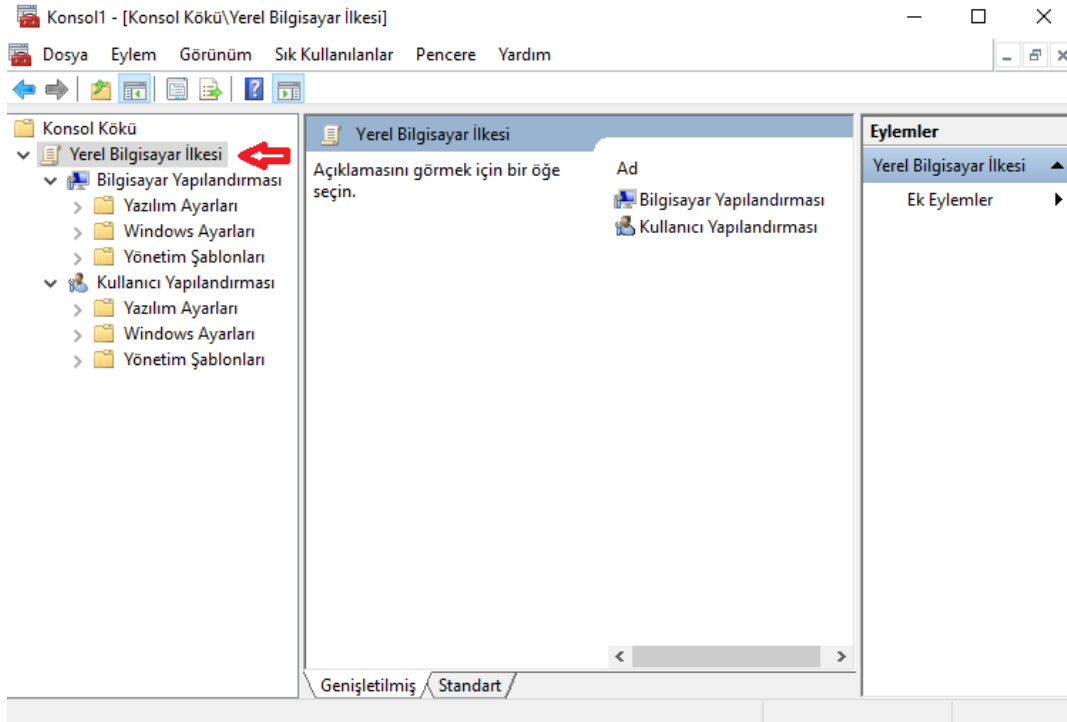 Konsol1 - [Konsol Kökü\Yerel Bilgisayar İlkesi]
Dosya Eylem Görünüm Sık Kullanılanlar Pencere Yardım
Konsol Kökü
Yerel Bilgisayar İlkesi
Bilgisayar Yapılandırması
Yazılım Ayarları
Windows Ayarları
Yönetim Şablonları
Kullanıcı Yapılandırması
Yazılım Ayarları
Windows Ayarları
Yönetim Şablonları
Yerel Bilgisayar İlkesi
Açıklamasını görmek için bir öğe
seçin.
Ad
Bilgisayar Yapılandırması
Kullanıcı Yapılandırması
Genişletilmiş Standart
Eylemler
Yerel Bilgisayar İlkesi
Ek Eylemler